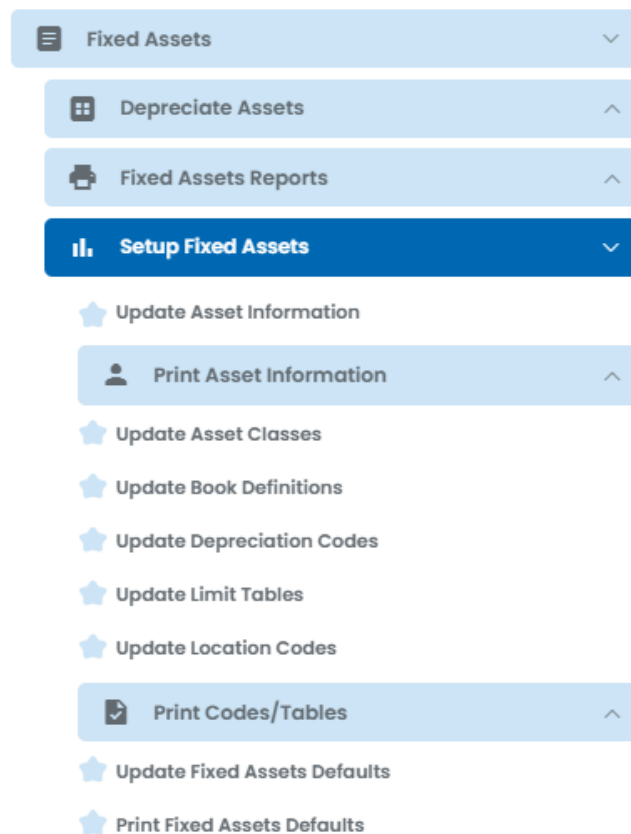 Fixed Assets
Depreciate Assets
Fixed Assets Reports
Setup Fixed Assets
Update Asset Information
Print Asset Information
Update Asset Classes
Update Book Definitions
Update Depreciation Codes
Update Limit Tables
Update Location Codes
Print Codes/Tables
Update Fixed Assets Defaults
Print Fixed Assets Defaults